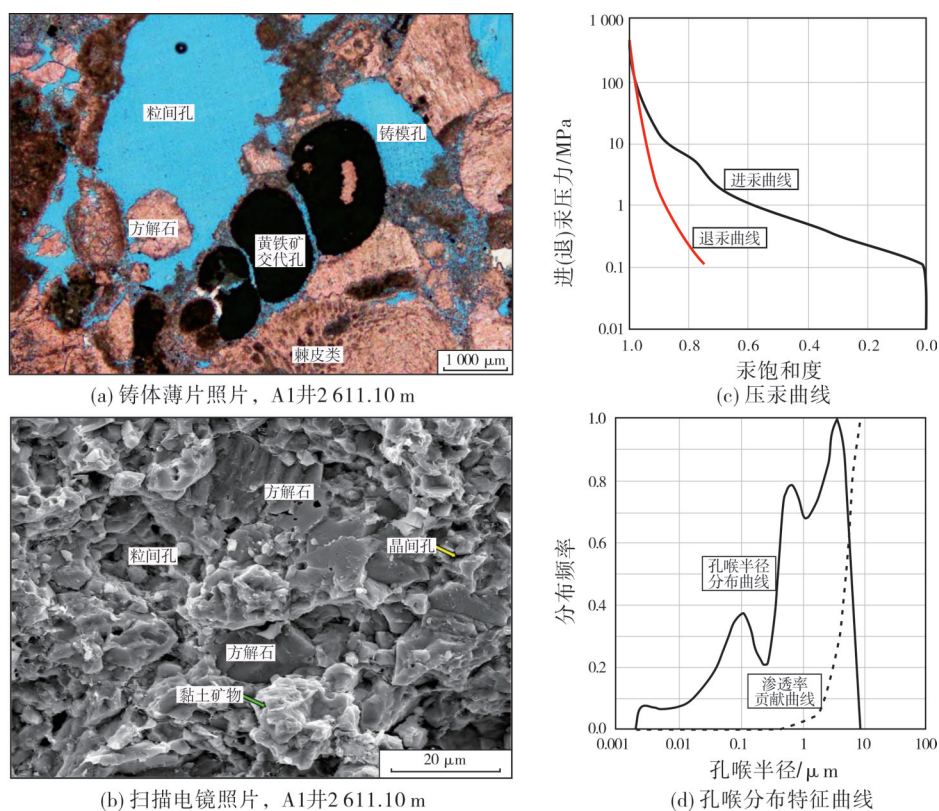 粒间孔
铸模孔
方解石
黄铁矿
交代孔
棘皮类
1 000 μm
(a) 铸体薄片照片，A1井2 611.10 m
方解石
粒间孔
晶间孔
方解石
黏土矿物
20 μm
(b) 扫描电镜照片，A1井2 611.10 m
进(退)汞压力/MPa
1 000
100
10
1
0.1
0.01
进汞曲线
退汞曲线
1.0 0.8 0.6 0.4 0.2 0.0
汞饱和度
(c) 压汞曲线
分布频率
1.0
0.8
0.6
0.4
0.2
0.0
孔喉半径
分布曲线
渗透率
贡献曲线
0.001 0.01 0.1 1 10 100
孔喉半径/μm
(d) 孔喉分布特征曲线